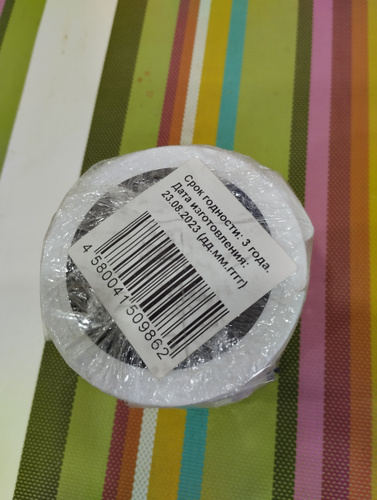 Срок годности: 3 года.
Дата изготовления:
23.08.2023 (дд.мм.гггг)
4 580041 509862